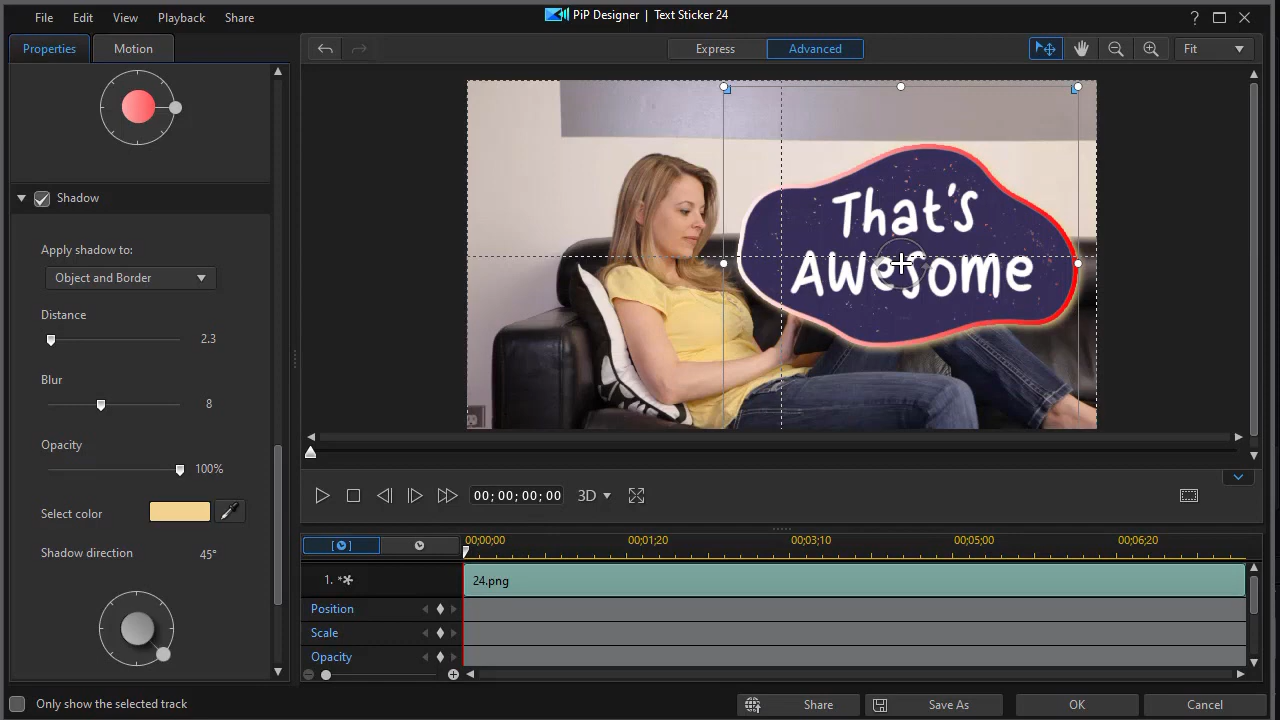 PiP Designer | Text Sticker 24
File Edit View Playback Share
?
Properties Motion
Express Advanced
Fit
Shadow
Apply shadow to:
Object and Border
Distance
2.3
Blur
8
Opacity
100%
Select color
Shadow direction
45°
That's
Awesome
00;00;00;00
3D
00;00;00 00;01;20 00;03;10 00;05;00 00;06;20
1. 24.png
Position
Scale
Opacity
Only show the selected track
Share Save As OK Cancel